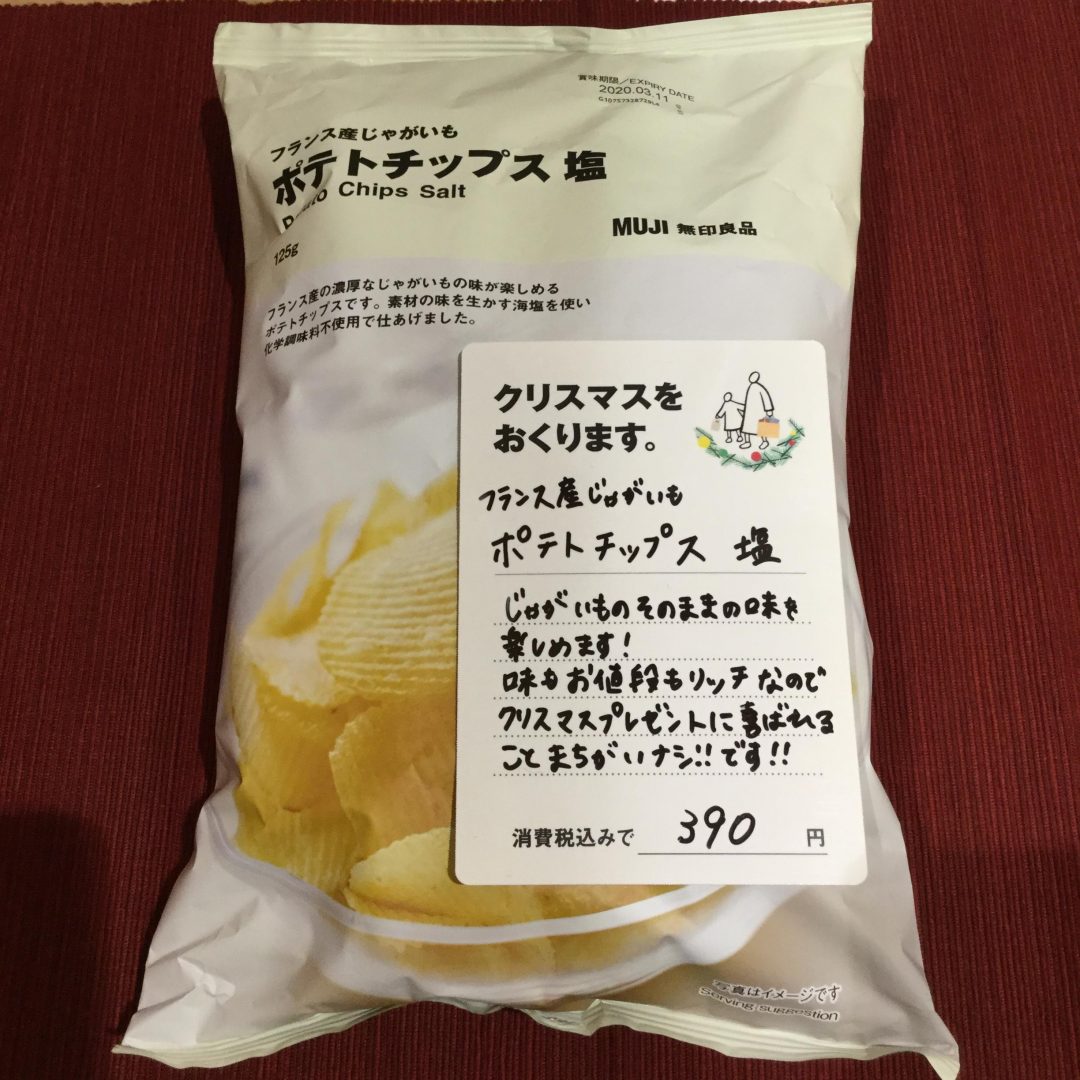 賞味期限/EXPIRY DATE
2020.03.11
フランス産じゃがいも
ポテトチップス 塩
Chips Salt
MUJI 無印良品
125g
フランス産の濃厚なじゃがいもの味が楽しめる
ポテトチップスです。素材の味を生かす海塩を使い
化学調味料不使用で仕あげました。
クリスマスを
おくります。
フランス産じゃがいも
ポテトチップス 塩
じゃがいものそのままの味を
楽しめます!
味もお値段もリッチなので
クリスマスプレゼントに喜ばれる
ことまちがいナシ!!です!!
消費税込みで 390 円
写真はイメージです
Serving suggestion